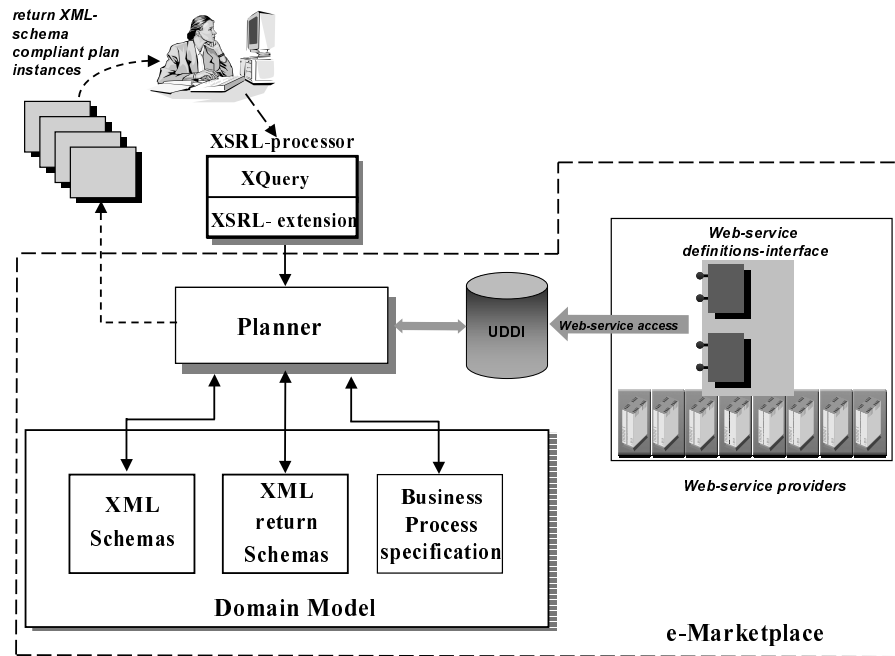 return XML-
schema
compliant plan
instances
XSRL-processor
XQuery
XSRL- extension
Web-service
definitions-interface
Planner
UDDI
Web-service access
Web-service providers
XML
Schemas
XML
return
Schemas
Business
Process
specification
Domain Model
e-Marketplace